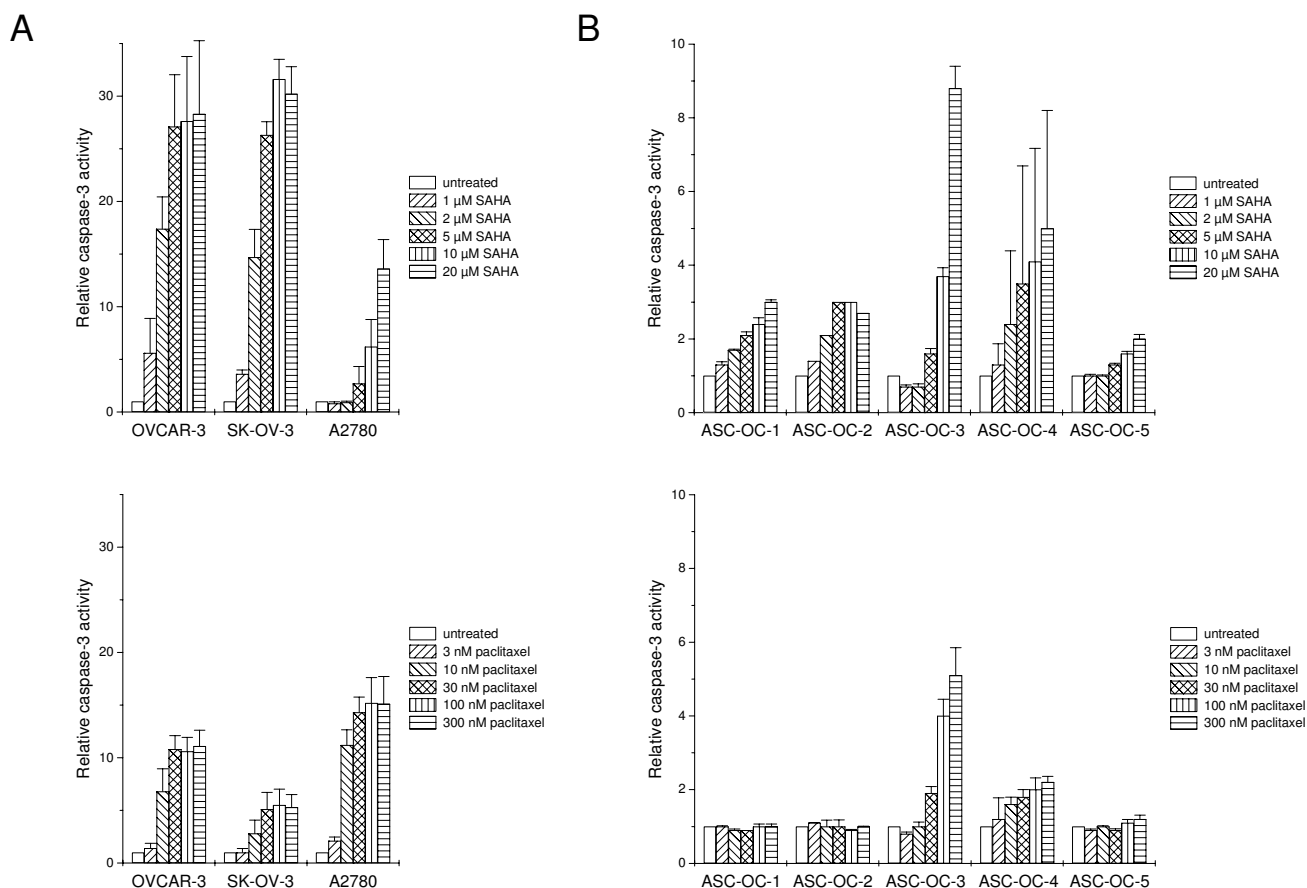 A
Relative caspase-3 activity
30
20
10
0
OVCAR-3 SK-OV-3 A2780
untreated
1 µM SAHA
2 µM SAHA
5 µM SAHA
10 µM SAHA
20 µM SAHA
B
Relative caspase-3 activity
10
8
6
4
2
0
ASC-OC-1 ASC-OC-2 ASC-OC-3 ASC-OC-4 ASC-OC-5
untreated
1 µM SAHA
2 µM SAHA
5 µM SAHA
10 µM SAHA
20 µM SAHA
Relative caspase-3 activity
30
20
10
0
OVCAR-3 SK-OV-3 A2780
untreated
3 nM paclitaxel
10 nM paclitaxel
30 nM paclitaxel
100 nM paclitaxel
300 nM paclitaxel
Relative caspase-3 activity
10
8
6
4
2
0
ASC-OC-1 ASC-OC-2 ASC-OC-3 ASC-OC-4 ASC-OC-5
untreated
3 nM paclitaxel
10 nM paclitaxel
30 nM paclitaxel
100 nM paclitaxel
300 nM paclitaxel